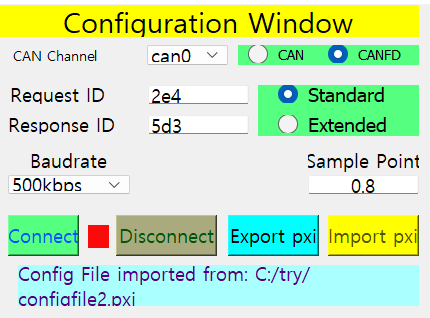 Configuration Window
CAN Channel can0 CAN CANFD
Request ID 2e4 Standard
Response ID 5d3 Extended
Baudrate Sample Point
500kbps 0.8
Connect Disconnect Export pxi Import pxi
Config File imported from: C:/try/
configfile2.pxi